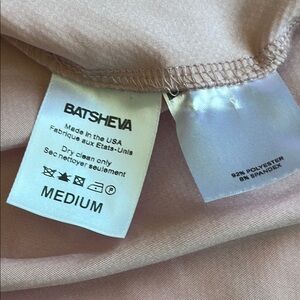 BATSHEVA
Made in the USA
Fabrique aux Etats-Unis
Dry clean only
Sec nettoyer seulement
MEDIUM
92% POLYESTER
8% SPANDEX